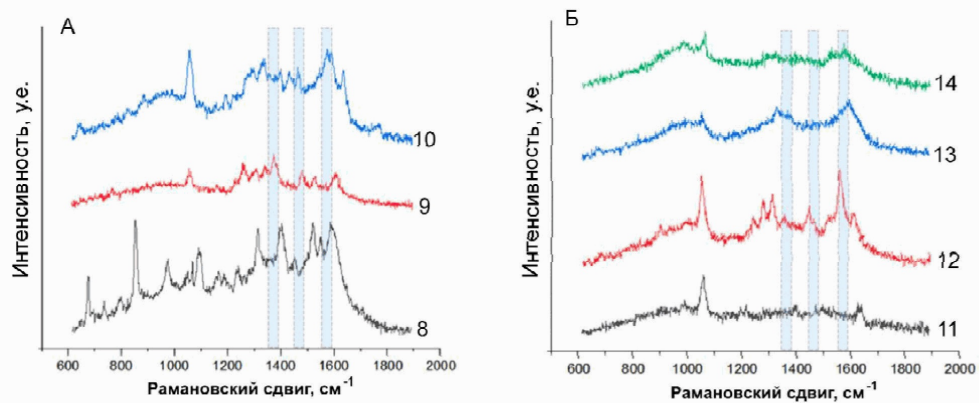 А
Интенсивность, у.е.
10
9
8
600 800 1000 1200 1400 1600 1800 2000
Рамановский сдвиг, см⁻¹
Б
Интенсивность, у.е.
14
13
12
11
600 800 1000 1200 1400 1600 1800 2000
Рамановский сдвиг, см⁻¹